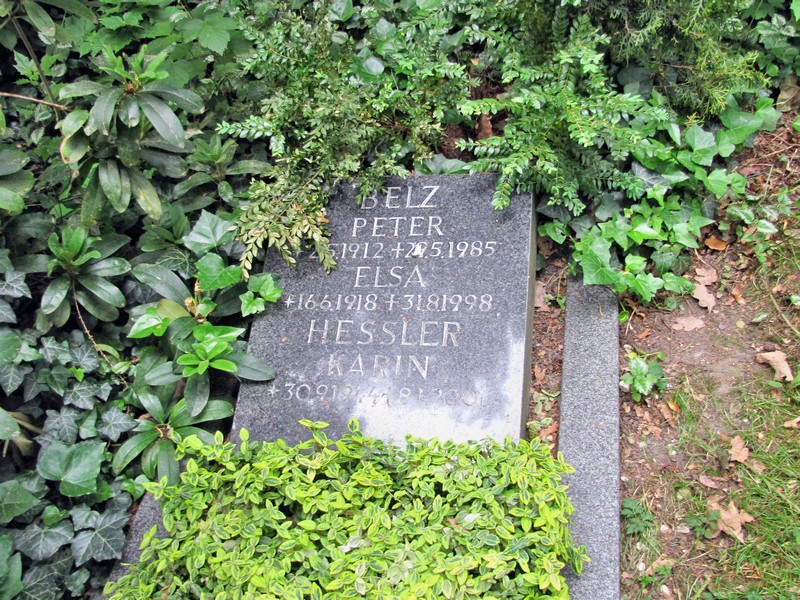 BELZ
PETER
1912 +22.5.1985
ELSA
+16.6.1918 +31.8.1998
HESSLER
KARIN